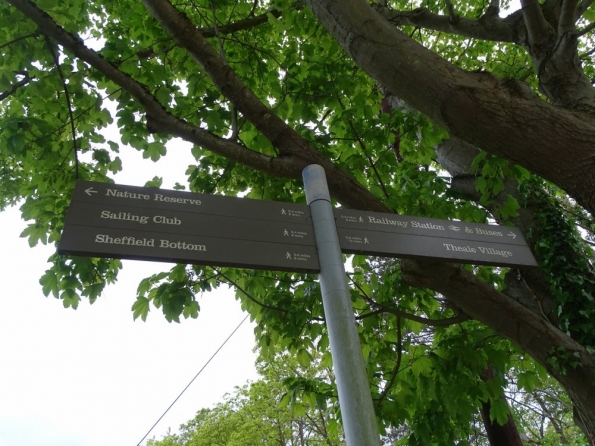 Nature Reserve
Sailing Club
Sheffield Bottom
Railway Station & Buses
Theale Village